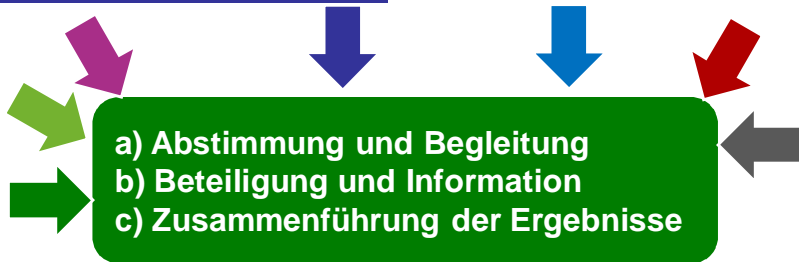 a) Abstimmung und Begleitung
b) Beteiligung und Information
c) Zusammenführung der Ergebnisse